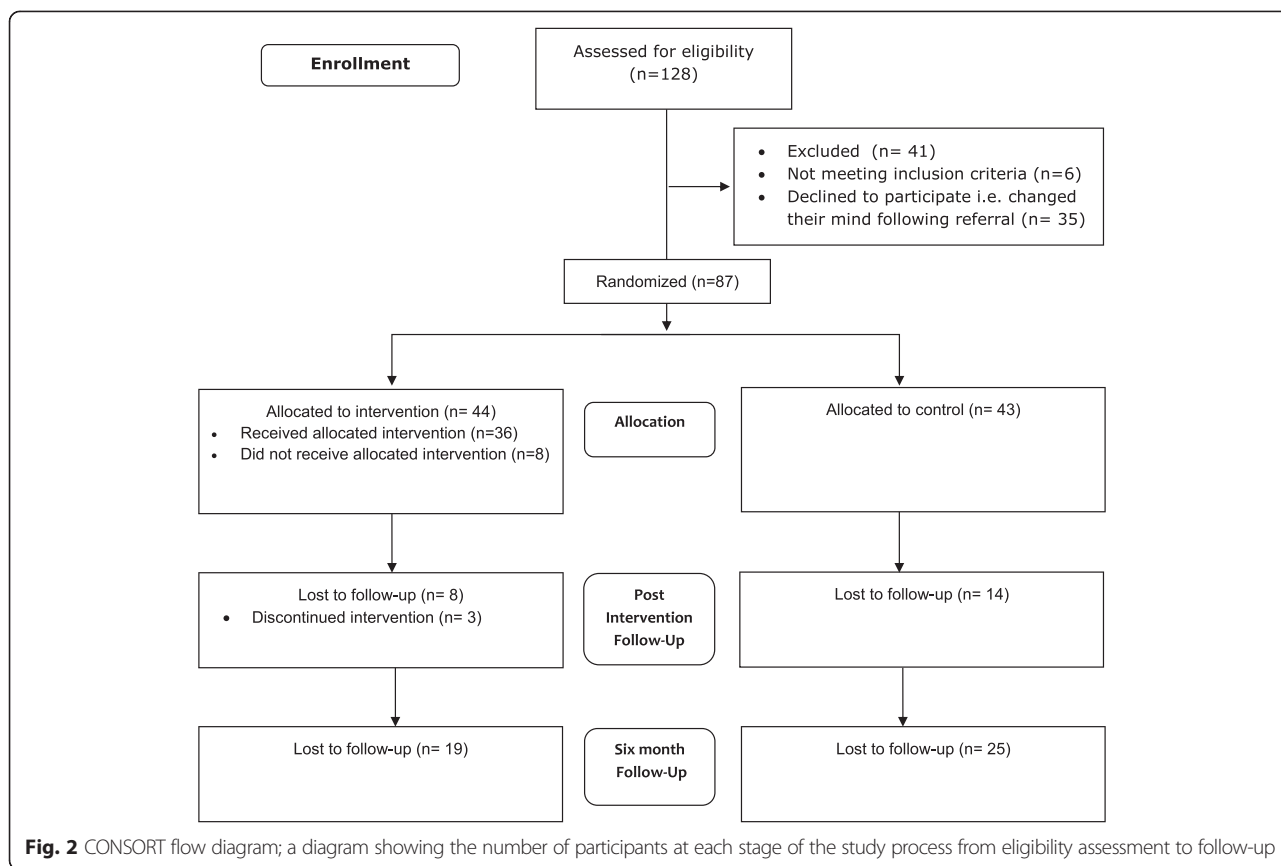 Enrollment
Assessed for eligibility
(n=128)
• Excluded (n= 41)
• Not meeting inclusion criteria (n=6)
• Declined to participate i.e. changed
their mind following referral (n= 35)
Randomized (n=87)
Allocated to intervention (n= 44)
• Received allocated intervention (n=36)
• Did not receive allocated intervention (n=8)
Allocation
Allocated to control (n= 43)
Lost to follow-up (n= 8)
• Discontinued intervention (n= 3)
Post
Intervention
Follow-Up
Lost to follow-up (n= 14)
Lost to follow-up (n= 19)
Six month
Follow-Up
Lost to follow-up (n= 25)
Fig. 2 CONSORT flow diagram; a diagram showing the number of participants at each stage of the study process from eligibility assessment to follow-up